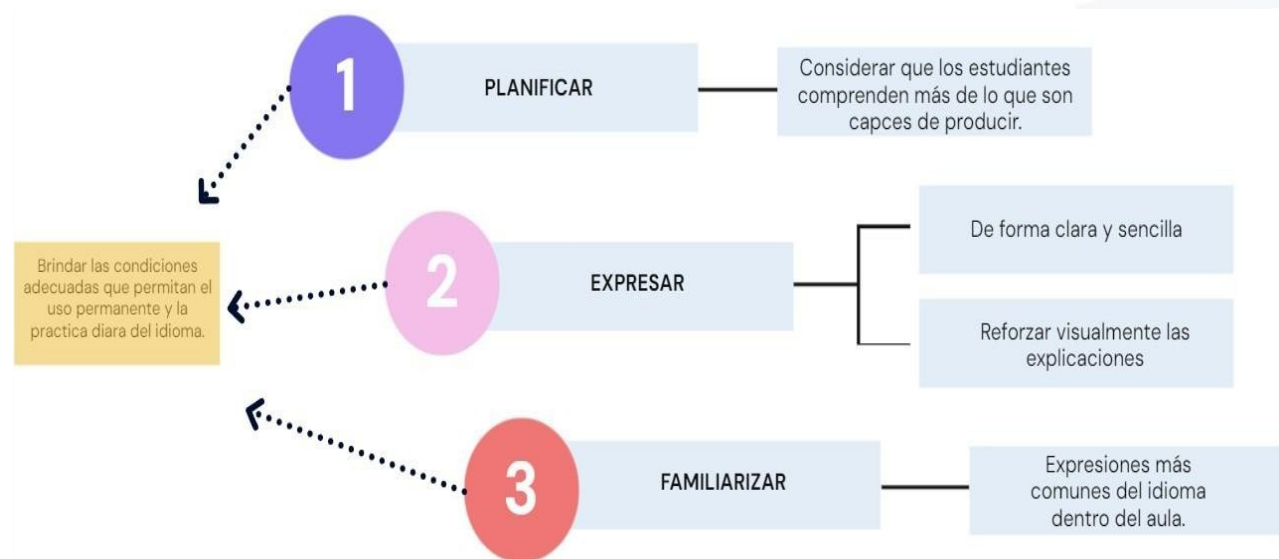 1
PLANIFICAR
Considerar que los estudiantes
comprenden más de lo que son
capces de producir.
Brindar las condiciones
adecuadas que permitan el
uso permanente y la
practica diara del idioma.
2
EXPRESAR
De forma clara y sencilla
Reforzar visualmente las
explicaciones
3
FAMILIARIZAR
Expresiones más
comunes del idioma
dentro del aula.